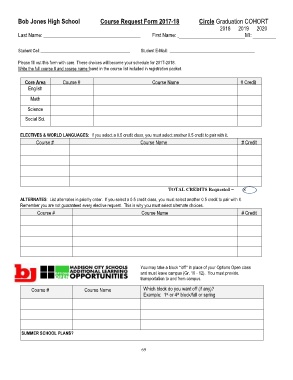 Bob Jones High School Course Request Form 2017-18 Circle Graduation COHORT
2018 2019 2020
Last Name: First Name: MI:
Student Cell Student E-Mail:
Please fill out this form with care. These choices will become your schedule for 2017-2018.
Write the full course # and course name listed in the course list included in registration packet
Core Area Course # Course Name # Credit
English
Math
Science
Social Sci.
ELECTIVES & WORLD LANGUAGES: If you select a 0.5 credit class, you must select another 0.5 credit to pair with it.
Course # Course Name # Credit
TOTAL CREDITS Requested =
ALTERNATES: List alternates in priority order. If you select a 0.5 credit class, you must select another 0.5 credit to pair with it.
Remember you are not guaranteed every elective request. This is why you must select alternate choices.
Course # Course Name # Credit
bj
MADISON CITY SCHOOLS
ADDITIONAL LEARNING
OPPORTUNITIES
You may take a block "off" in place of your Options Open class
and must leave campus (Gr. 10 - 12). You must provide
transportation to and from campus.
Course # Course Name Which block do you want off (if any)?
Example: 1st or 4th block/fall or spring
SUMMER SCHOOL PLANS?